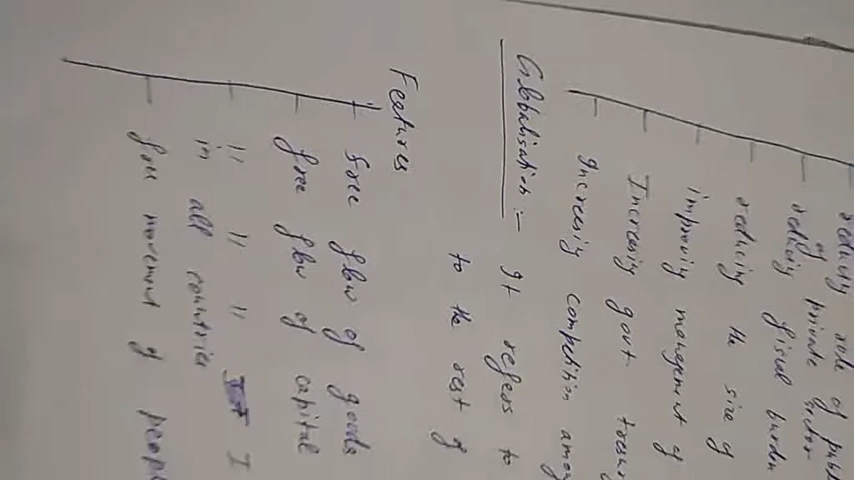 reducing role of
of private sector
reducing fiscal burden
reducing the size of
improving management of
Increasing govt.
Increasing competition among
Globalisation :-
It refers to
to the rest of
Features
free flow of goods
free flow of capital
" " " I
in all countries
free movement of